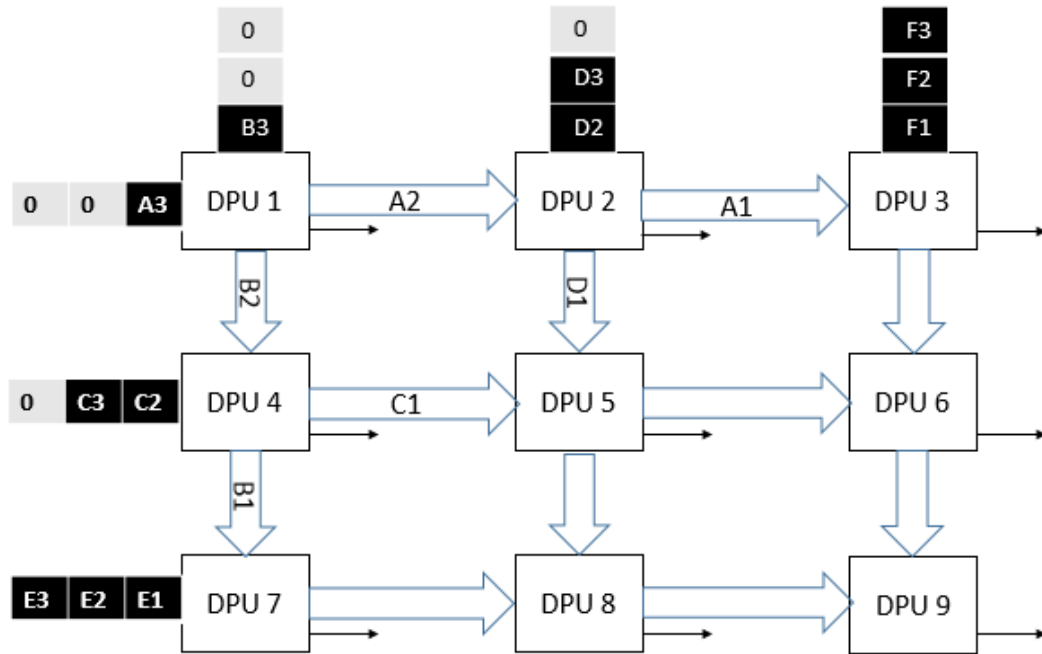 0 0 F3
0 D3 F2
B3 D2 F1
0 0 A3 DPU 1 A2 DPU 2 A1 DPU 3
B2 D1
0 C3 C2 DPU 4 C1 DPU 5 DPU 6
B1
E3 E2 E1 DPU 7 DPU 8 DPU 9